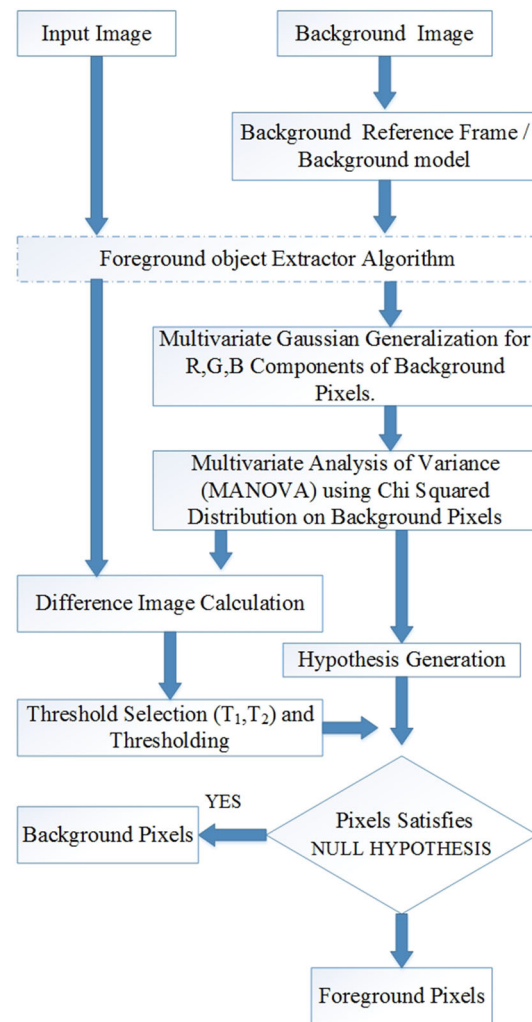 Input Image
Background Image
Background Reference Frame /
Background model
Foreground object Extractor Algorithm
Multivariate Gaussian Generalization for
R,G,B Components of Background
Pixels.
Multivariate Analysis of Variance
(MANOVA) using Chi Squared
Distribution on Background Pixels
Difference Image Calculation
Hypothesis Generation
Threshold Selection (T₁,T₂) and
Thresholding
YES
Background Pixels
Pixels Satisfies
NULL HYPOTHESIS
Foreground Pixels